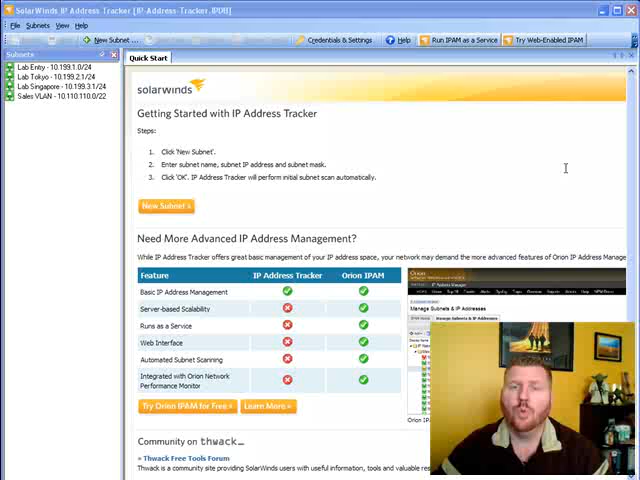 SolarWinds IP Address Tracker [IP-Address-Tracker.IPDB]
File Subnets View Help
New Subnet ... Credentials & Settings Help Run IPAM as a Service Try Web-Enabled IPAM
Subnets
Lab Entry - 10.199.1.0/24
Lab Tokyo - 10.199.2.1/24
Lab Singapore - 10.199.3.1/24
Sales VLAN - 10.110.110.0/22
Quick Start
solarwinds
Getting Started with IP Address Tracker
Steps:
1. Click 'New Subnet'.
2. Enter subnet name, subnet IP address and subnet mask.
3. Click 'OK'. IP Address Tracker will perform initial subnet scan automatically.
New Subnet »
Need More Advanced IP Address Management?
While IP Address Tracker offers great basic management of your IP address space, your network may demand the more advanced features of Orion IP Address Manage
Feature IP Address Tracker Orion IPAM
Basic IP Address Management
Server-based Scalability
Runs as a Service
Web Interface
Automated Subnet Scanning
Integrated with Orion Network
Performance Monitor
Orion
Manage Subnets & IP Addresses
Manage Subnets & IP Addresses
Try Orion IPAM for Free »
Learn More »
Orion IP
Community on thwack_
» Thwack Free Tools Forum
Thwack is a community site providing SolarWinds users with useful information, tools and valuable res